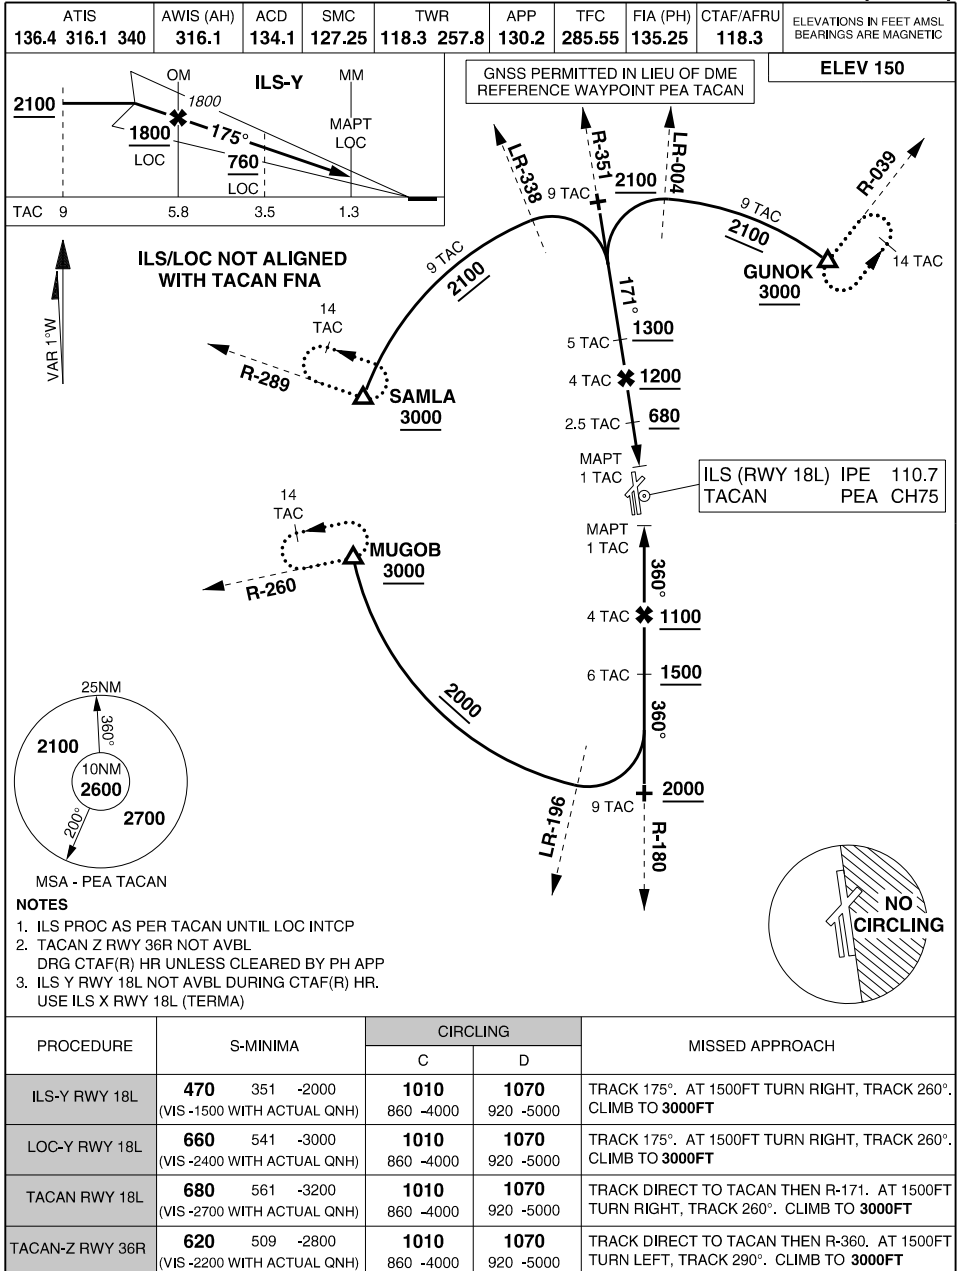 ATIS AWIS (AH) ACD SMC TWR APP TFC FIA (PH) CTAF/AFRU ELEVATIONS IN FEET AMSL
136.4 316.1 340 316.1 134.1 127.25 118.3 257.8 130.2 285.55 135.25 118.3 BEARINGS ARE MAGNETIC
OM ILS-Y MM
2100 1800
175°
MAPT
LOC
1800
LOC
760
LOC
TAC 9 5.8 3.5 1.3
GNSS PERMITTED IN LIEU OF DME
REFERENCE WAYPOINT PEA TACAN
ELEV 150
LR-338
R-351
LR-004
R-039
9 TAC
2100
9 TAC
2100
9 TAC
2100
GUNOK
3000
14 TAC
ILS/LOC NOT ALIGNED
WITH TACAN FNA
VAR 1°W
14
TAC
R-289
SAMLA
3000
171°
5 TAC 1300
4 TAC 1200
2.5 TAC 680
MAPT
1 TAC
ILS (RWY 18L) IPE 110.7
TACAN PEA CH75
14
TAC
MUGOB
3000
R-260
MAPT
1 TAC
360°
4 TAC 1100
6 TAC 1500
360°
2000
9 TAC 2000
LR-196
R-180
25NM
360°
2100
10NM
2600
2700
200°
MSA - PEA TACAN
NO
CIRCLING
NOTES
1. ILS PROC AS PER TACAN UNTIL LOC INTCP
2. TACAN Z RWY 36R NOT AVBL
DRG CTAF(R) HR UNLESS CLEARED BY PH APP
3. ILS Y RWY 18L NOT AVBL DURING CTAF(R) HR.
USE ILS X RWY 18L (TERMA)
PROCEDURE S-MINIMA CIRCLING MISSED APPROACH
C D
ILS-Y RWY 18L 470 351 -2000 1010 1070 TRACK 175°. AT 1500FT TURN RIGHT, TRACK 260°.
(VIS -1500 WITH ACTUAL QNH) 860 -4000 920 -5000 CLIMB TO 3000FT
LOC-Y RWY 18L 660 541 -3000 1010 1070 TRACK 175°. AT 1500FT TURN RIGHT, TRACK 260°.
(VIS -2400 WITH ACTUAL QNH) 860 -4000 920 -5000 CLIMB TO 3000FT
TACAN RWY 18L 680 561 -3200 1010 1070 TRACK DIRECT TO TACAN THEN R-171. AT 1500FT
(VIS -2700 WITH ACTUAL QNH) 860 -4000 920 -5000 TURN RIGHT, TRACK 260°. CLIMB TO 3000FT
TACAN-Z RWY 36R 620 509 -2800 1010 1070 TRACK DIRECT TO TACAN THEN R-360. AT 1500FT
(VIS -2200 WITH ACTUAL QNH) 860 -4000 920 -5000 TURN LEFT, TRACK 290°. CLIMB TO 3000FT